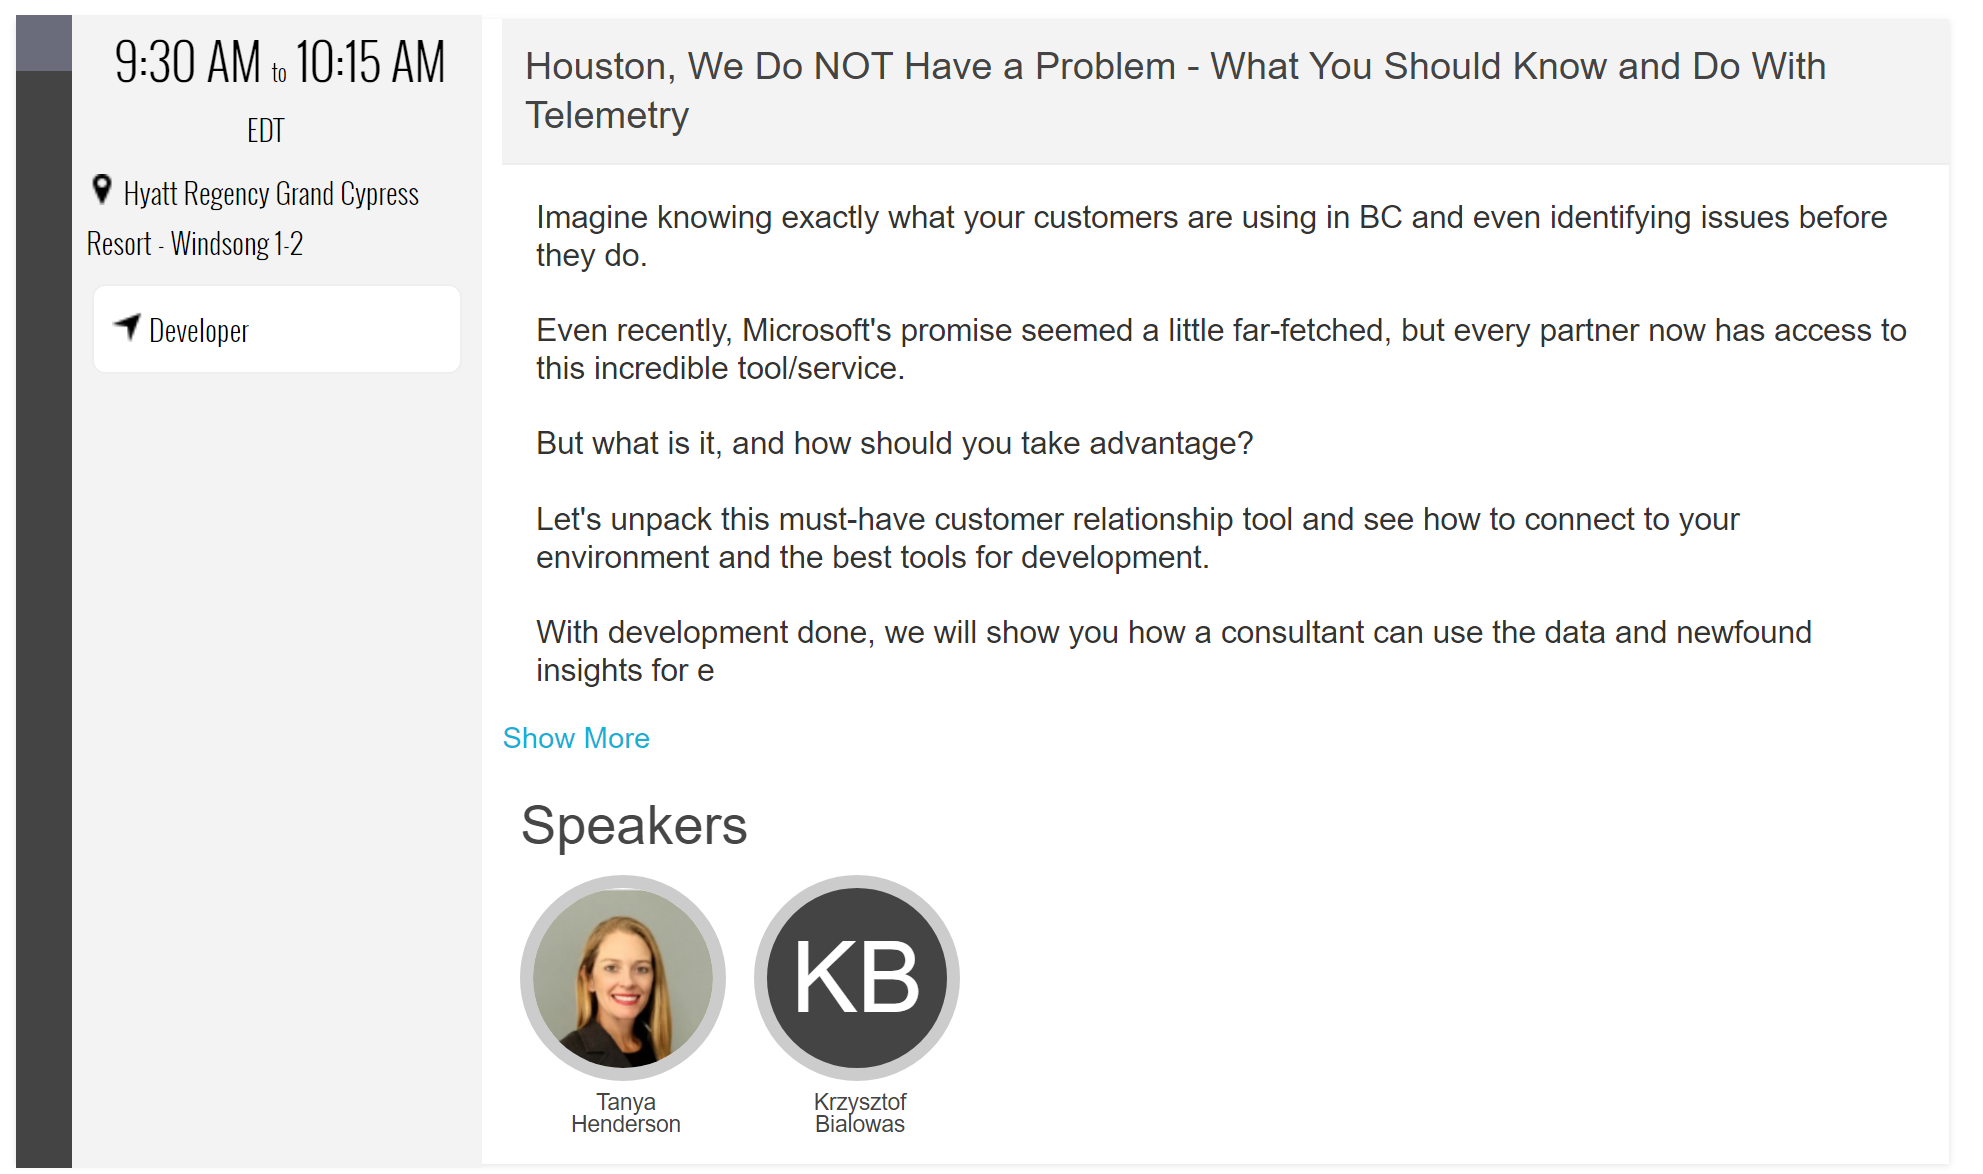 9:30 AM to 10:15 AM
EDT
Hyatt Regency Grand Cypress
Resort - Windsong 1-2
Developer
Houston, We Do NOT Have a Problem - What You Should Know and Do With
Telemetry
Imagine knowing exactly what your customers are using in BC and even identifying issues before
they do.
Even recently, Microsoft's promise seemed a little far-fetched, but every partner now has access to
this incredible tool/service.
But what is it, and how should you take advantage?
Let's unpack this must-have customer relationship tool and see how to connect to your
environment and the best tools for development.
With development done, we will show you how a consultant can use the data and newfound
insights for e
Show More
Speakers
KB
Tanya
Henderson
Krzysztof
Bialowas